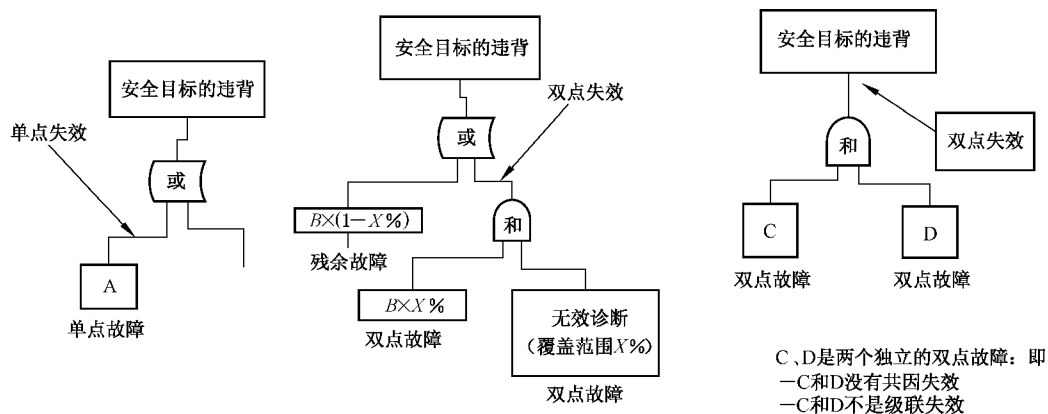 安全目标的违背
单点失效
或
A
单点故障
安全目标的违背
双点失效
或
B×(1－X%)
残余故障
和
B×X%
双点故障
无效诊断
（覆盖范围X%）
双点故障
安全目标的违背
双点失效
和
C
双点故障
D
双点故障
C、D是两个独立的双点故障：即
－C和D没有共因失效
－C和D不是级联失效